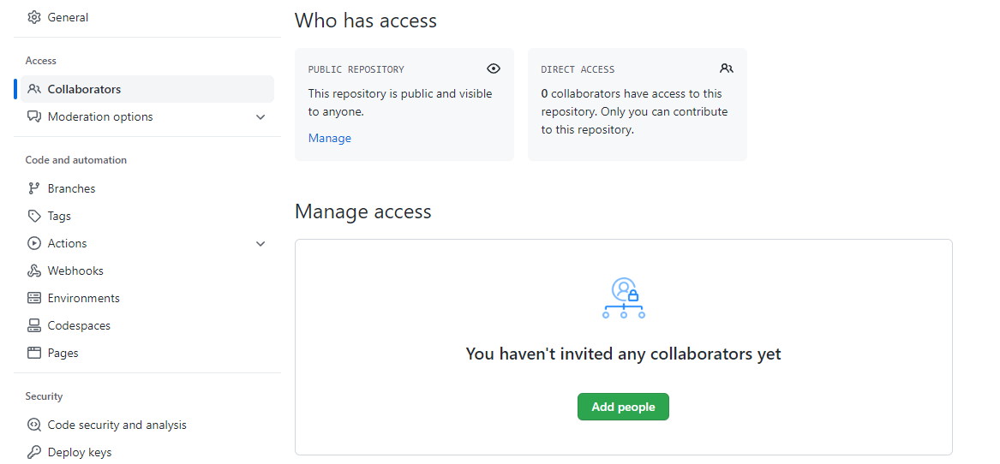 General
Access
Collaborators
Moderation options
Code and automation
Branches
Tags
Actions
Webhooks
Environments
Codespaces
Pages
Security
Code security and analysis
Deploy keys
Who has access
PUBLIC REPOSITORY
This repository is public and visible
to anyone.
Manage
DIRECT ACCESS
0 collaborators have access to this
repository. Only you can contribute
to this repository.
Manage access
You haven't invited any collaborators yet
Add people